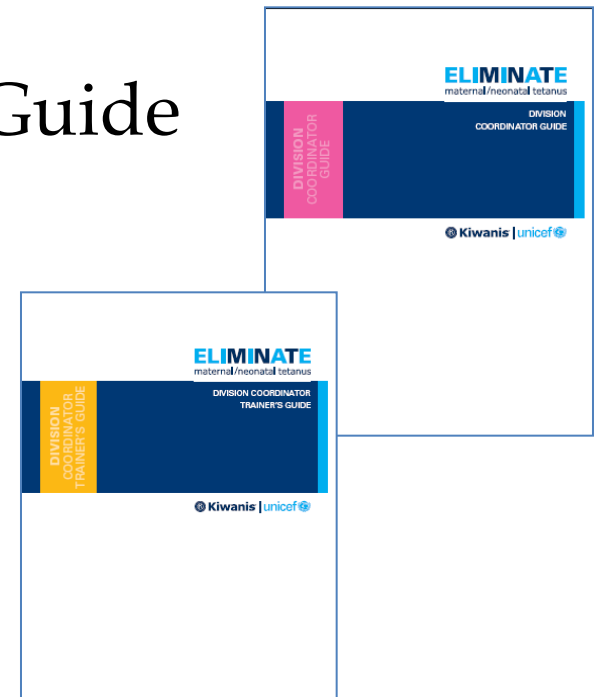 Guide
ELIMINATE
maternal/neonatal tetanus
DIVISION
COORDINATOR GUIDE
DIVISION
COORDINATOR
GUIDE
Kiwanis | unicef
ELIMINATE
maternal/neonatal tetanus
DIVISION COORDINATOR
TRAINER'S GUIDE
DIVISION
COORDINATOR
TRAINER'S GUIDE
Kiwanis | unicef